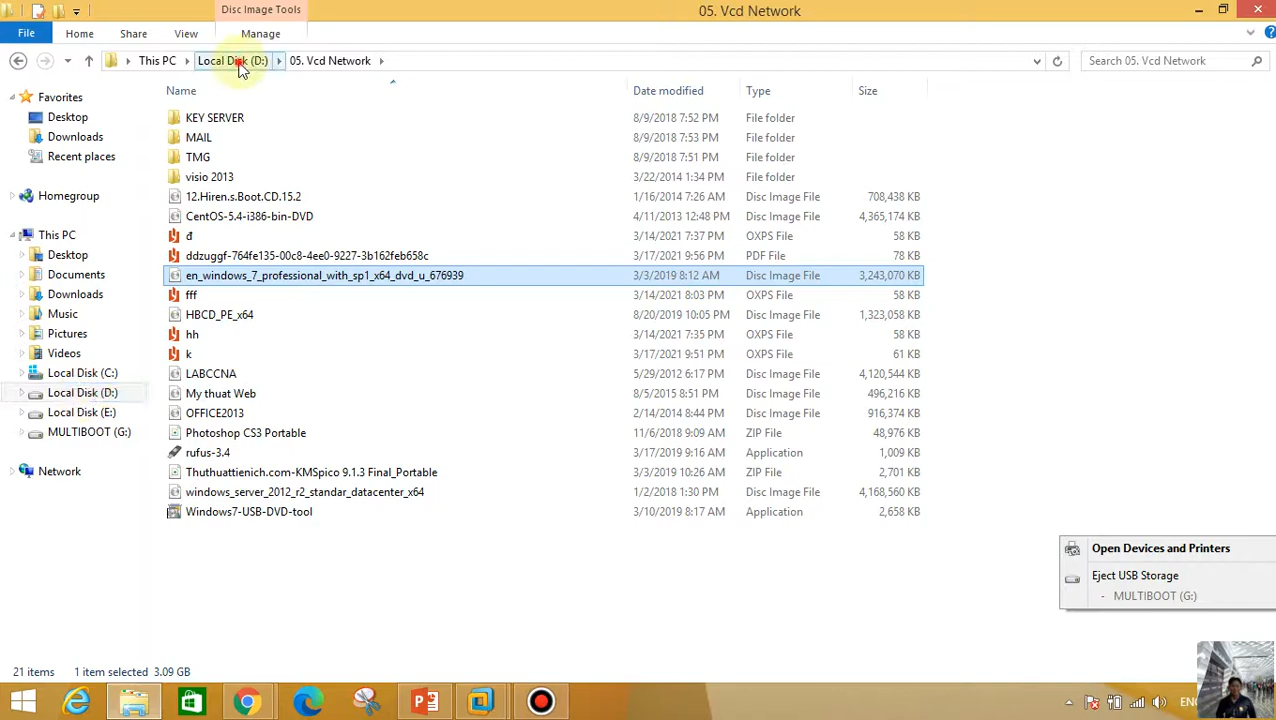 Disc Image Tools
05. Vcd Network
File Home Share View Manage
This PC Local Disk (D:) 05. Vcd Network
Search 05. Vcd Network
Name Date modified Type Size
Favorites
Desktop
Downloads
Recent places
Homegroup
This PC
Desktop
Documents
Downloads
Music
Pictures
Videos
Local Disk (C:)
Local Disk (D:)
Local Disk (E:)
MULTIBOOT (G:)
Network
KEY SERVER 8/9/2018 7:52 PM File folder
MAIL 8/9/2018 7:53 PM File folder
TMG 8/9/2018 7:51 PM File folder
visio 2013 3/22/2014 1:34 PM File folder
12.Hiren.s.Boot.CD.15.2 1/16/2014 7:26 AM Disc Image File 708,438 KB
CentOS-5.4-i386-bin-DVD 4/11/2013 12:48 PM Disc Image File 4,365,174 KB
đ 3/14/2021 7:37 PM OXPS File 58 KB
ddzuggf-764fe135-00c8-4ee0-9227-3b162feb658c 3/17/2021 9:56 PM PDF File 78 KB
en_windows_7_professional_with_sp1_x64_dvd_u_676939 3/3/2019 8:12 AM Disc Image File 3,243,070 KB
fff 3/14/2021 8:03 PM OXPS File 58 KB
HBCD_PE_x64 8/20/2019 10:05 PM Disc Image File 1,323,058 KB
hh 3/14/2021 7:35 PM OXPS File 58 KB
k 3/17/2021 9:51 PM OXPS File 61 KB
LABCCNA 5/29/2012 6:17 PM Disc Image File 4,120,544 KB
My thuat Web 8/5/2015 8:51 PM Disc Image File 496,216 KB
OFFICE2013 2/14/2014 8:44 PM Disc Image File 916,374 KB
Photoshop CS3 Portable 11/6/2018 9:09 AM ZIP File 48,976 KB
rufus-3.4 3/17/2019 9:16 AM Application 1,009 KB
Thuthuattienich.com-KMSpico 9.1.3 Final_Portable 3/3/2019 10:26 AM ZIP File 2,701 KB
windows_server_2012_r2_standar_datacenter_x64 1/2/2018 1:30 PM Disc Image File 4,168,560 KB
Windows7-USB-DVD-tool 3/10/2019 8:17 AM Application 2,658 KB
Open Devices and Printers
Eject USB Storage
- MULTIBOOT (G:)
21 items 1 item selected 3.09 GB